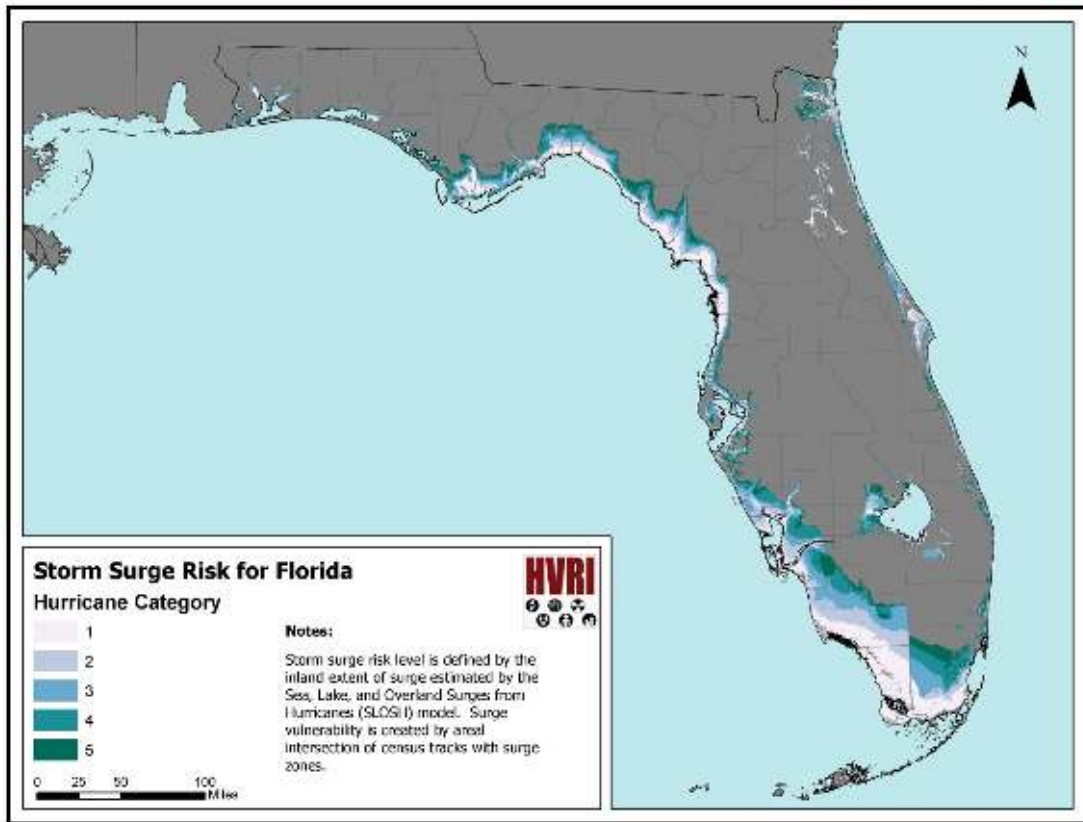 N
Storm Surge Risk for Florida
Hurricane Category
1
2
3
4
5
0 25 50 100
Miles
HVRI
Notes:
Storm surge risk level is defined by the
inland extent of surge estimated by the
Sea, Lake, and Overland Surges from
Hurricanes (SLOSH) model. Surge
vulnerability is created by areal
intersection of census tracks with surge
zones.